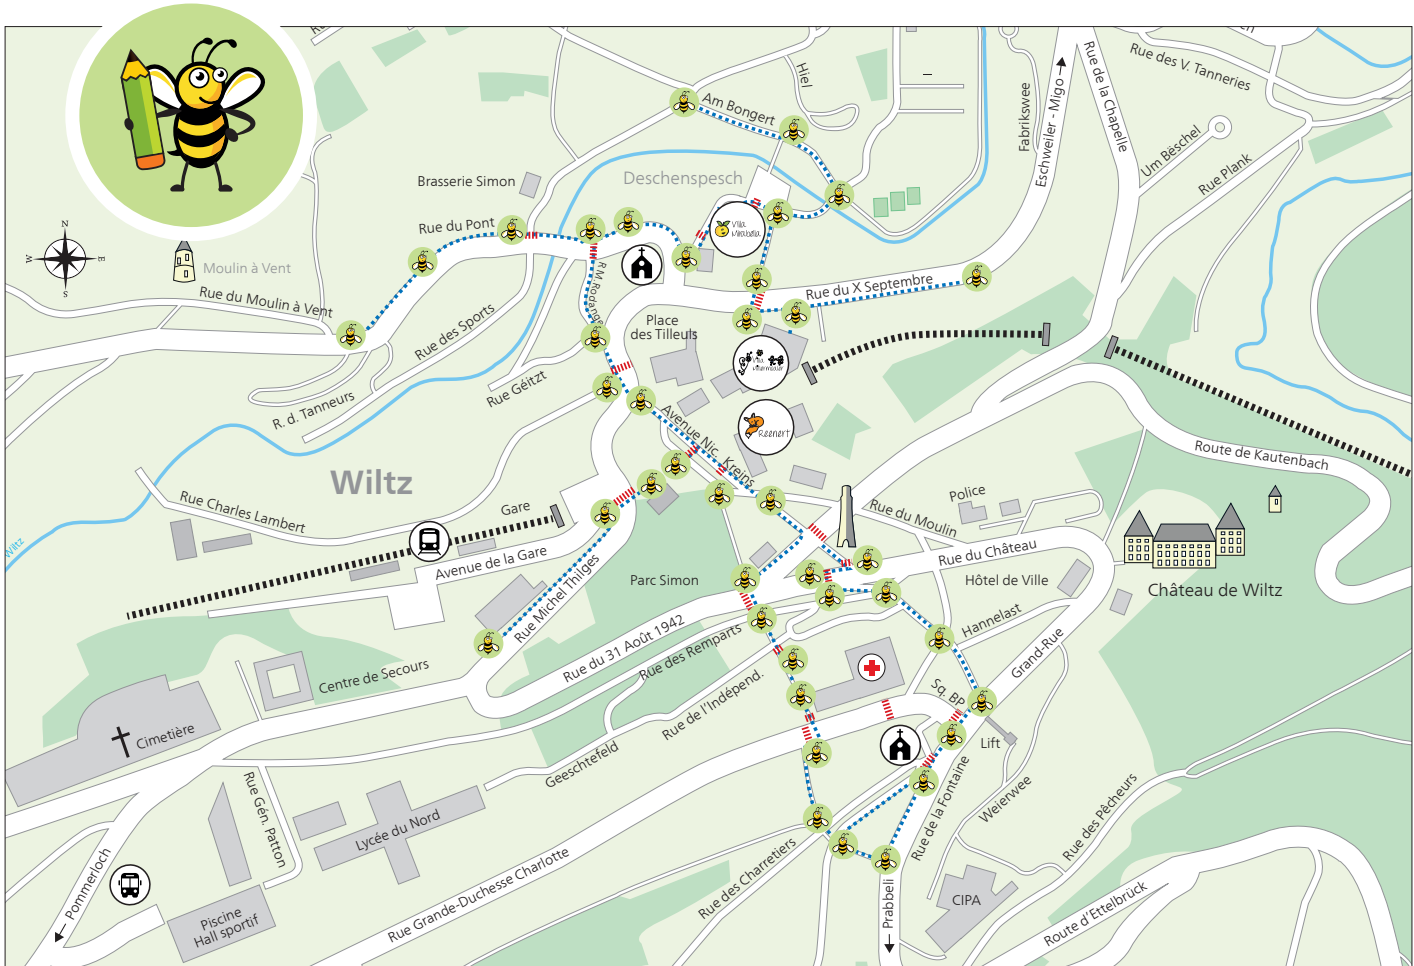 Hiel
Am Bongert
Fabrikswee
Eschweiler - Migo
Rue de la Chapelle
Rue des V. Tanneries
Um Bëschel
Rue Plank
Brasserie Simon
Deschenspesch
Rue du Pont
Villa
Mirabella
N
W
E
S
Moulin à Vent
Rue du Moulin à Vent
R.M. Rodange
Rue du X Septembre
Place
des Tilleuls
Rue des Sports
Rue Géitzt
R. d. Tanneurs
Villa
Reenert
Avenue Nic. Kreins
Route de Kautenbach
Wiltz
Rue Charles Lambert
Gare
Police
Rue du Moulin
Wiltz
Avenue de la Gare
Rue Michel Thilges
Parc Simon
Rue du Château
Hôtel de Ville
Château de Wiltz
Hannelast
Rue du 31 Août 1942
Rue des Remparts
Grand-Rue
Centre de Secours
Rue de l'Indépend.
Sq. BP
Cimetière
Lift
Geeschtefeld
Rue Gén. Patton
Rue de la Fontaine
Weierwee
Rue des Pêcheurs
Lycée du Nord
Rue des Charretiers
Rue Grande-Duchesse Charlotte
Pommerloch
Piscine
Hall sportif
Prabbeli
CIPA
Route d'Ettelbrück